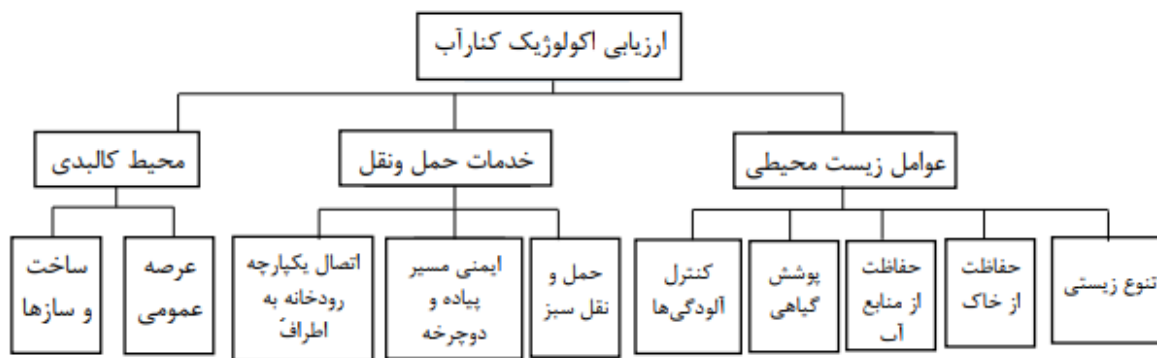 ارزیابی اکولوژیک کنارآب
عوامل زیست محیطی
خدمات حمل ونقل
محیط کالبدی
تنوع زیستی
حفاظت
از خاک
حفاظت
از منابع
آب
پوشش
گیاهی
کنترل
آلودگی‌ها
حمل و
نقل سبز
ایمنی مسیر
پیاده و
دوچرخه
اتصال یکپارچه
رودخانه به
اطراف
عرصه
عمومی
ساخت
و سازها